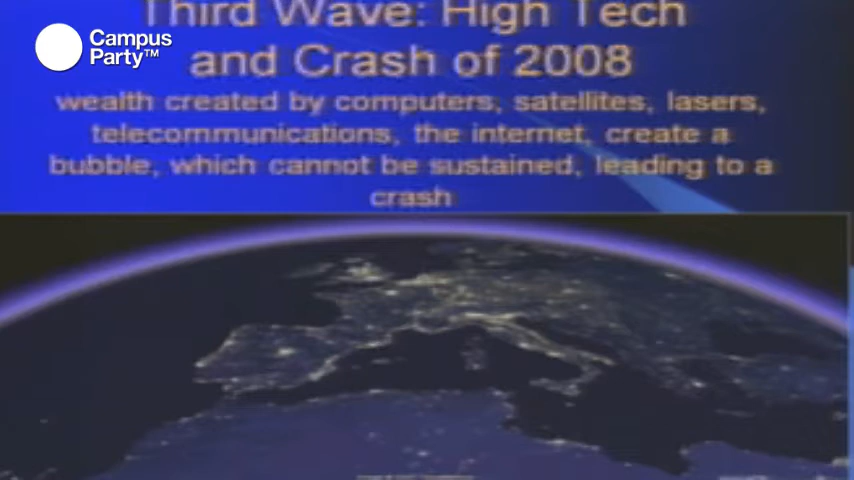 Third Wave: High Tech
and Crash of 2008
Campus
Party™
wealth created by computers, satellites, lasers,
telecommunications, the internet, create a
bubble, which cannot be sustained, leading to a
crash